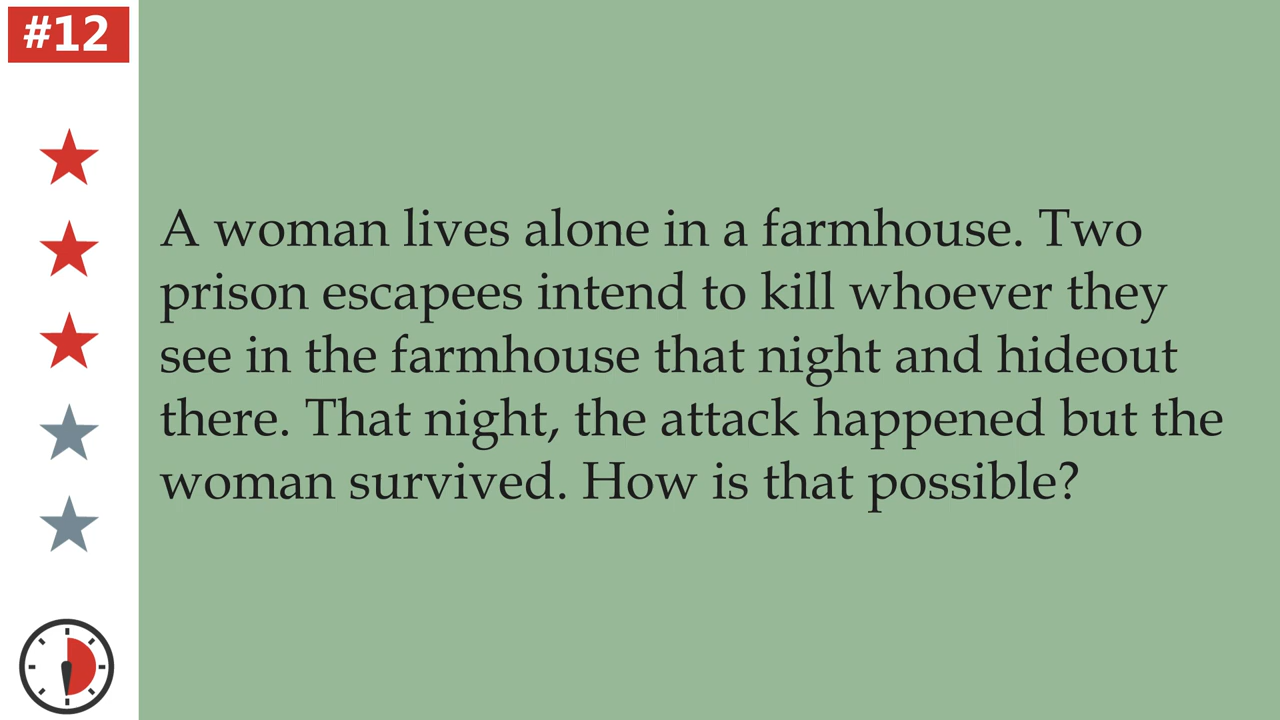 #12
A woman lives alone in a farmhouse. Two
prison escapees intend to kill whoever they
see in the farmhouse that night and hideout
there. That night, the attack happened but the
woman survived. How is that possible?